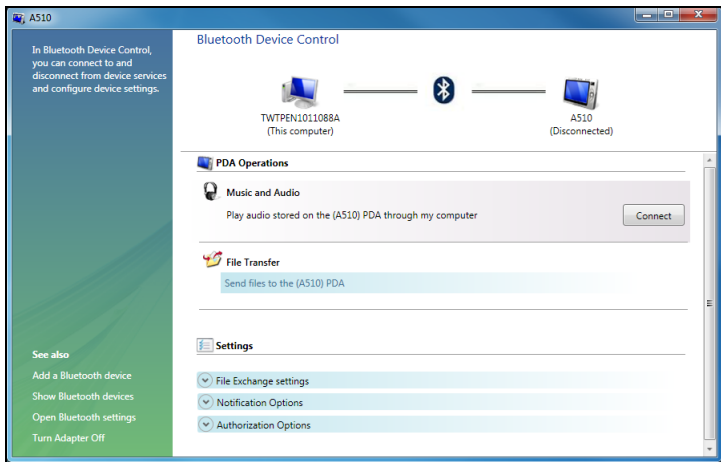 A510
In Bluetooth Device Control,
you can connect to and
disconnect from device services
and configure device settings.
Bluetooth Device Control
TWTPEN1011088A
(This computer)
A510
(Disconnected)
PDA Operations
Music and Audio
Play audio stored on the (A510) PDA through my computer
Connect
File Transfer
Send files to the (A510) PDA
Settings
File Exchange settings
Notification Options
Authorization Options
See also
Add a Bluetooth device
Show Bluetooth devices
Open Bluetooth settings
Turn Adapter Off